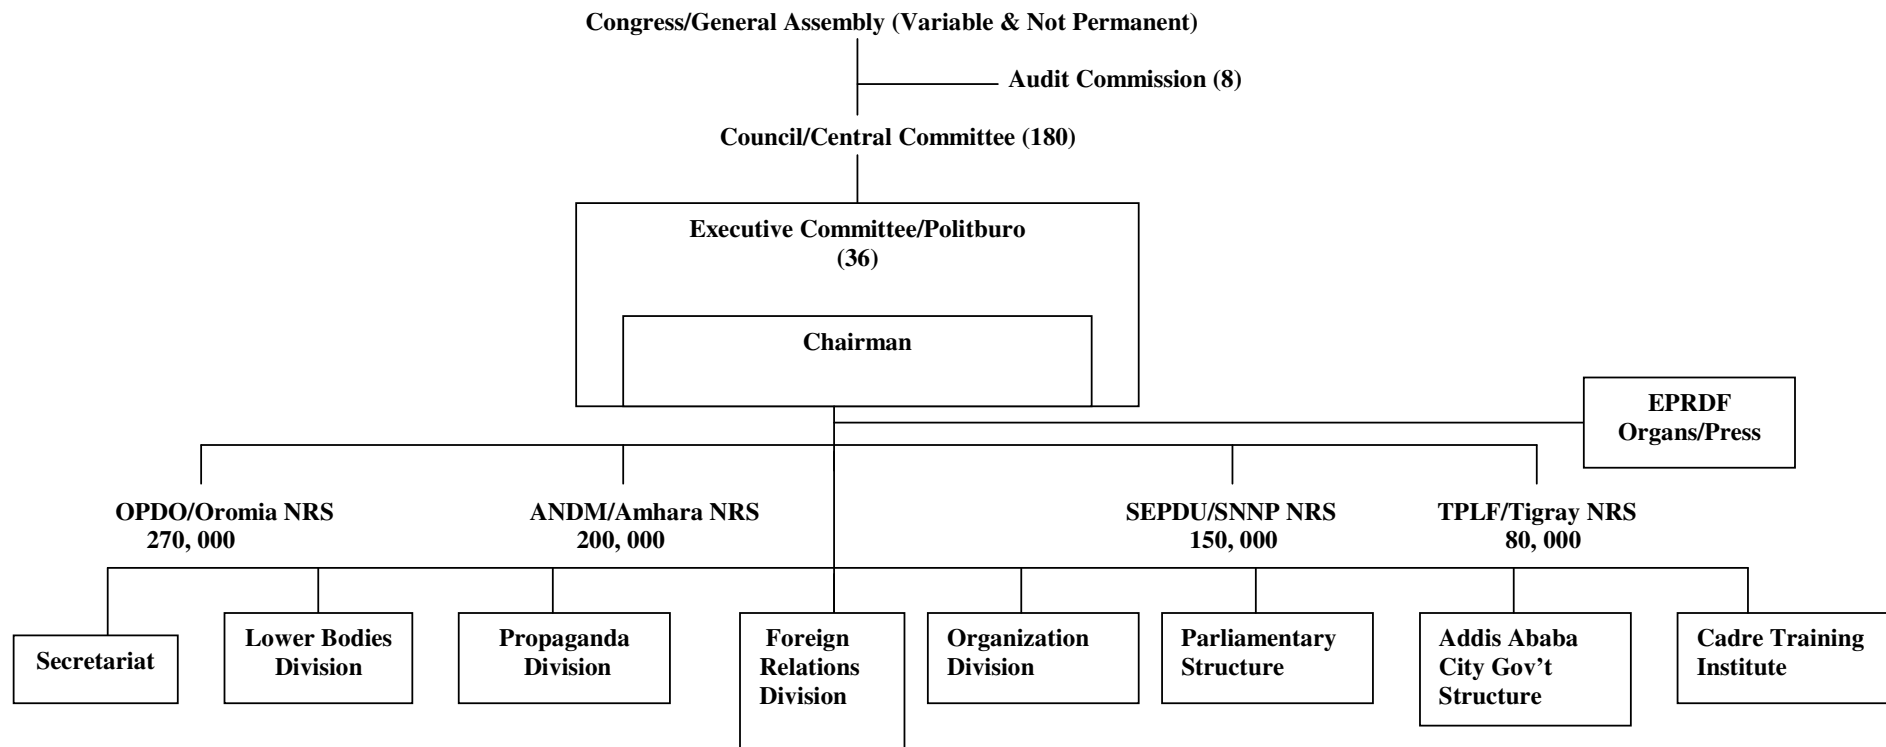 Congress/General Assembly (Variable & Not Permanent)
Audit Commission (8)
Council/Central Committee (180)
Executive Committee/Politburo
(36)
Chairman
EPRDF
Organs/Press
OPDO/Oromia NRS
270, 000
ANDM/Amhara NRS
200, 000
SEPDU/SNNP NRS
150, 000
TPLF/Tigray NRS
80, 000
Secretariat
Lower Bodies
Division
Propaganda
Division
Foreign
Relations
Division
Organization
Division
Parliamentary
Structure
Addis Ababa
City Gov’t
Structure
Cadre Training
Institute